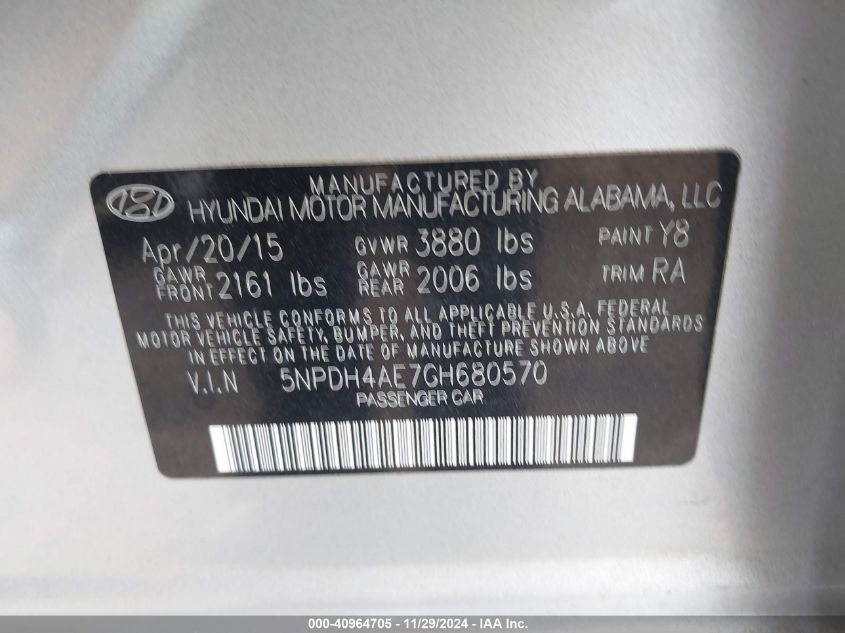 MANUFACTURED BY
HYUNDAI MOTOR MANUFACTURING ALABAMA, LLC
Apr/20/15 GVWR 3880 lbs PAINT Y8
GAWR FRONT 2161 lbs GAWR REAR 2006 lbs TRIM RA
THIS VEHICLE CONFORMS TO ALL APPLICABLE U.S.A. FEDERAL
MOTOR VEHICLE SAFETY, BUMPER, AND THEFT PREVENTION STANDARDS
IN EFFECT ON THE DATE OF MANUFACTURE SHOWN ABOVE.
V.I.N 5NPDH4AE7GH680570
PASSENGER CAR
000-40964705 - 11/29/2024 - IAA Inc.